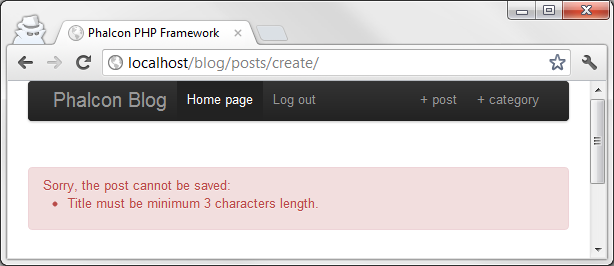 Phalcon PHP Framework
localhost/blog/posts/create/
Phalcon Blog Home page Log out + post + category
Sorry, the post cannot be saved:
• Title must be minimum 3 characters length.